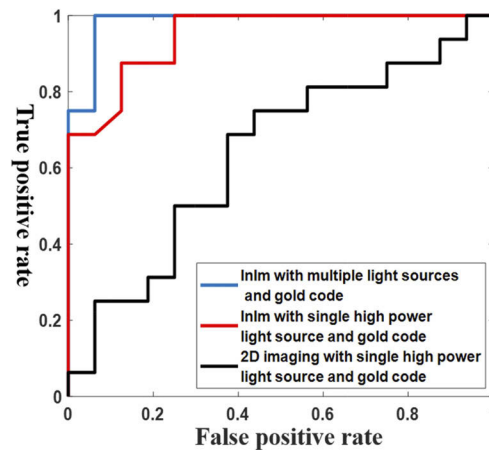 1
0.8
0.6
0.4
0.2
0
0
0.2
0.4
0.6
0.8
True positive rate
False positive rate
InIm with multiple light sources
and gold code
InIm with single high power
light source and gold code
2D imaging with single high power
light source and gold code